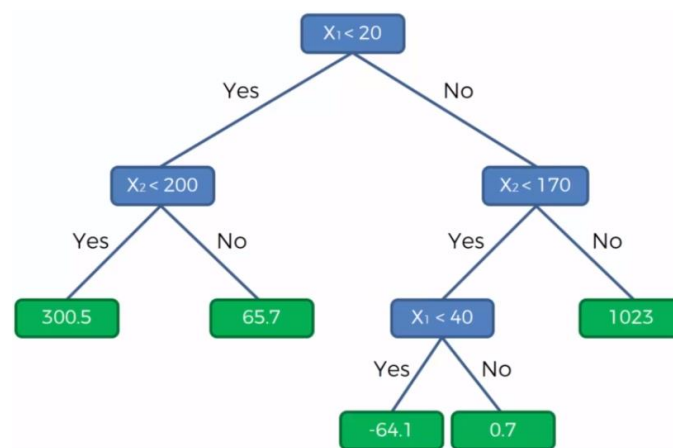 X₁ < 20
Yes
No
X₂ < 200
X₂ < 170
Yes
No
Yes
No
300.5
65.7
X₁ < 40
1023
Yes
No
-64.1
0.7